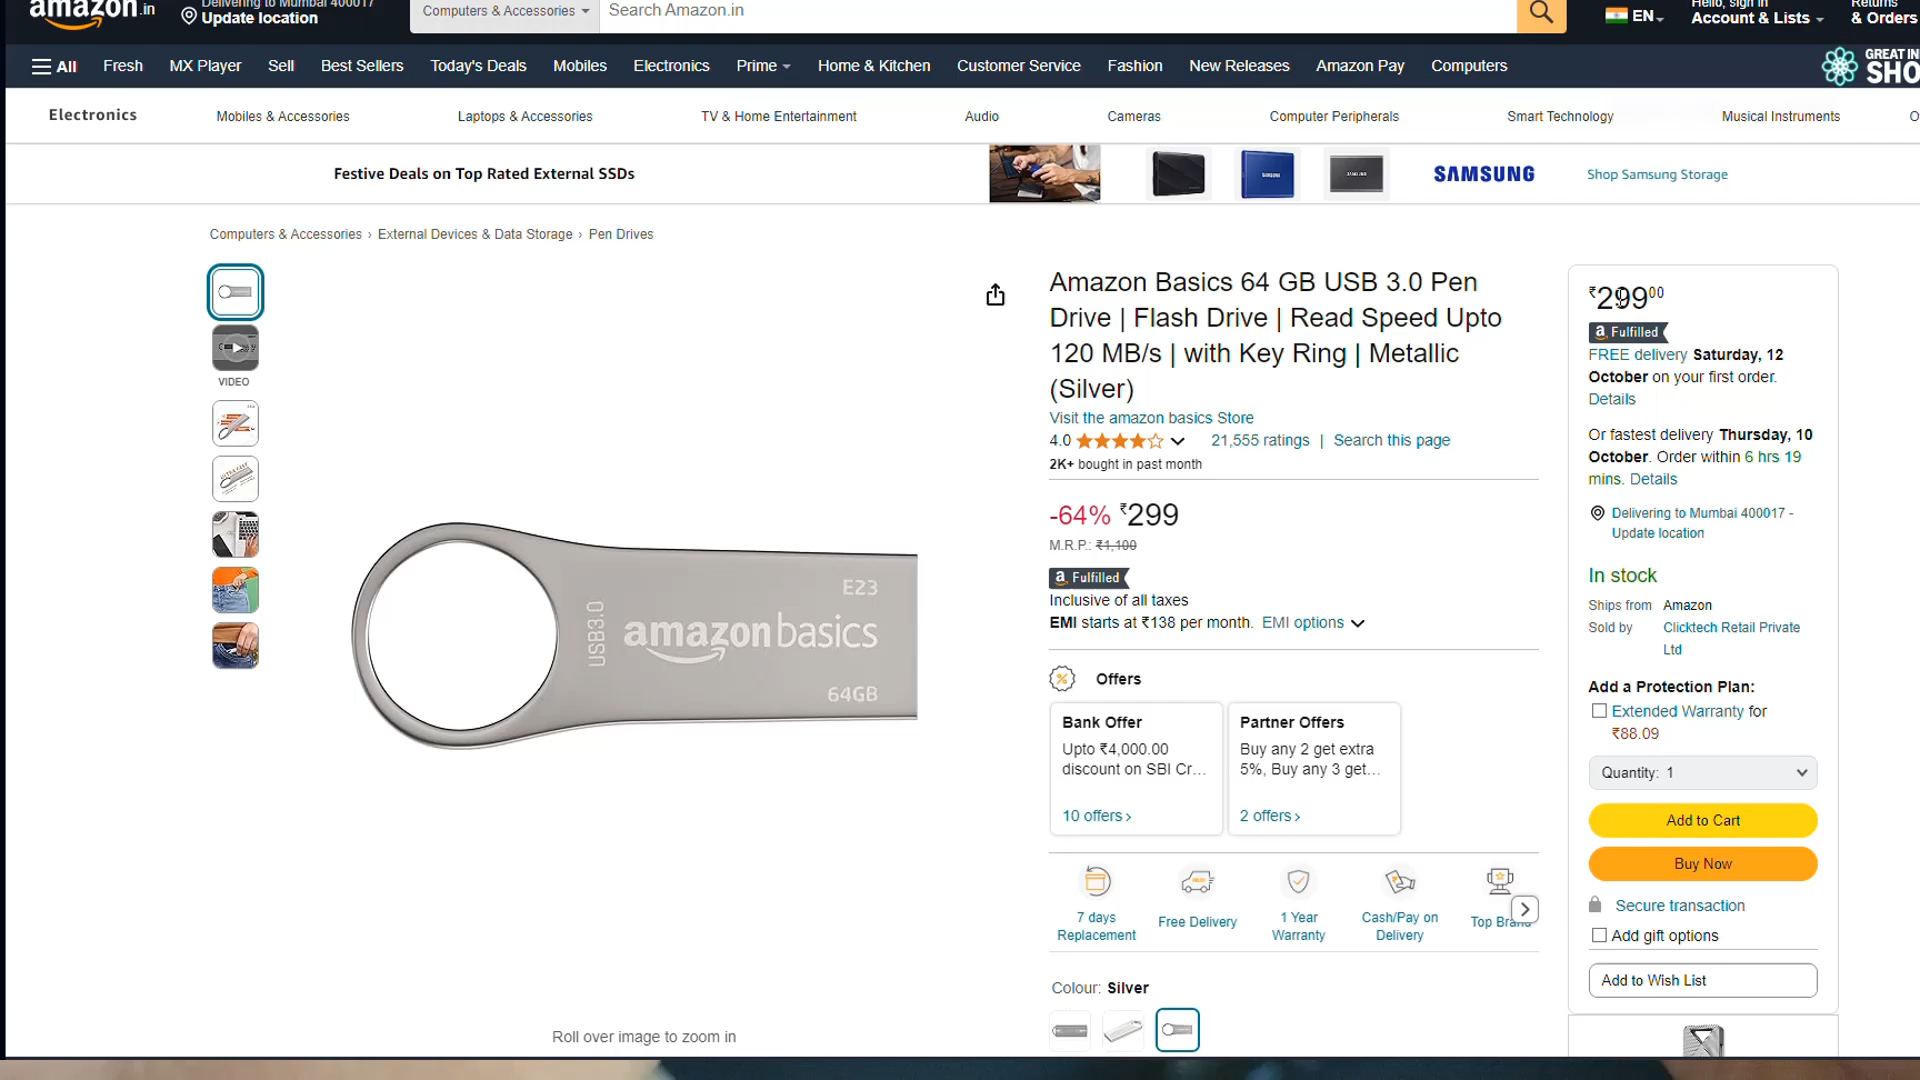 amazon.in
Delivering to Mumbai 400017
Update location
Computers & Accessories
Search Amazon.in
EN
Hello, sign in
Account & Lists
Returns
& Orders
All
Fresh
MX Player
Sell
Best Sellers
Today's Deals
Mobiles
Electronics
Prime
Home & Kitchen
Customer Service
Fashion
New Releases
Amazon Pay
Computers
GREAT IN
SHO
Electronics
Mobiles & Accessories
Laptops & Accessories
TV & Home Entertainment
Audio
Cameras
Computer Peripherals
Smart Technology
Musical Instruments
O
Festive Deals on Top Rated External SSDs
SAMSUNG
Shop Samsung Storage
Computers & Accessories › External Devices & Data Storage › Pen Drives
VIDEO
USB3.0
E23
amazon basics
64GB
Roll over image to zoom in
Amazon Basics 64 GB USB 3.0 Pen
Drive | Flash Drive | Read Speed Upto
120 MB/s | with Key Ring | Metallic
(Silver)
Visit the amazon basics Store
4.0
21,555 ratings | Search this page
2K+ bought in past month
-64% ₹299
M.R.P.: ₹1,100
a Fulfilled
Inclusive of all taxes
EMI starts at ₹138 per month. EMI options
Offers
Bank Offer
Upto ₹4,000.00
discount on SBI Cr...
10 offers ›
Partner Offers
Buy any 2 get extra
5%, Buy any 3 get...
2 offers ›
7 days
Replacement
Free Delivery
1 Year
Warranty
Cash/Pay on
Delivery
Top Brand
Colour: Silver
₹299 00
a Fulfilled
FREE delivery Saturday, 12
October on your first order.
Details
Or fastest delivery Thursday, 10
October. Order within 6 hrs 19
mins. Details
Delivering to Mumbai 400017 -
Update location
In stock
Ships from Amazon
Sold by Clicktech Retail Private
Ltd
Add a Protection Plan:
Extended Warranty for
₹88.09
Quantity: 1
Add to Cart
Buy Now
Secure transaction
Add gift options
Add to Wish List